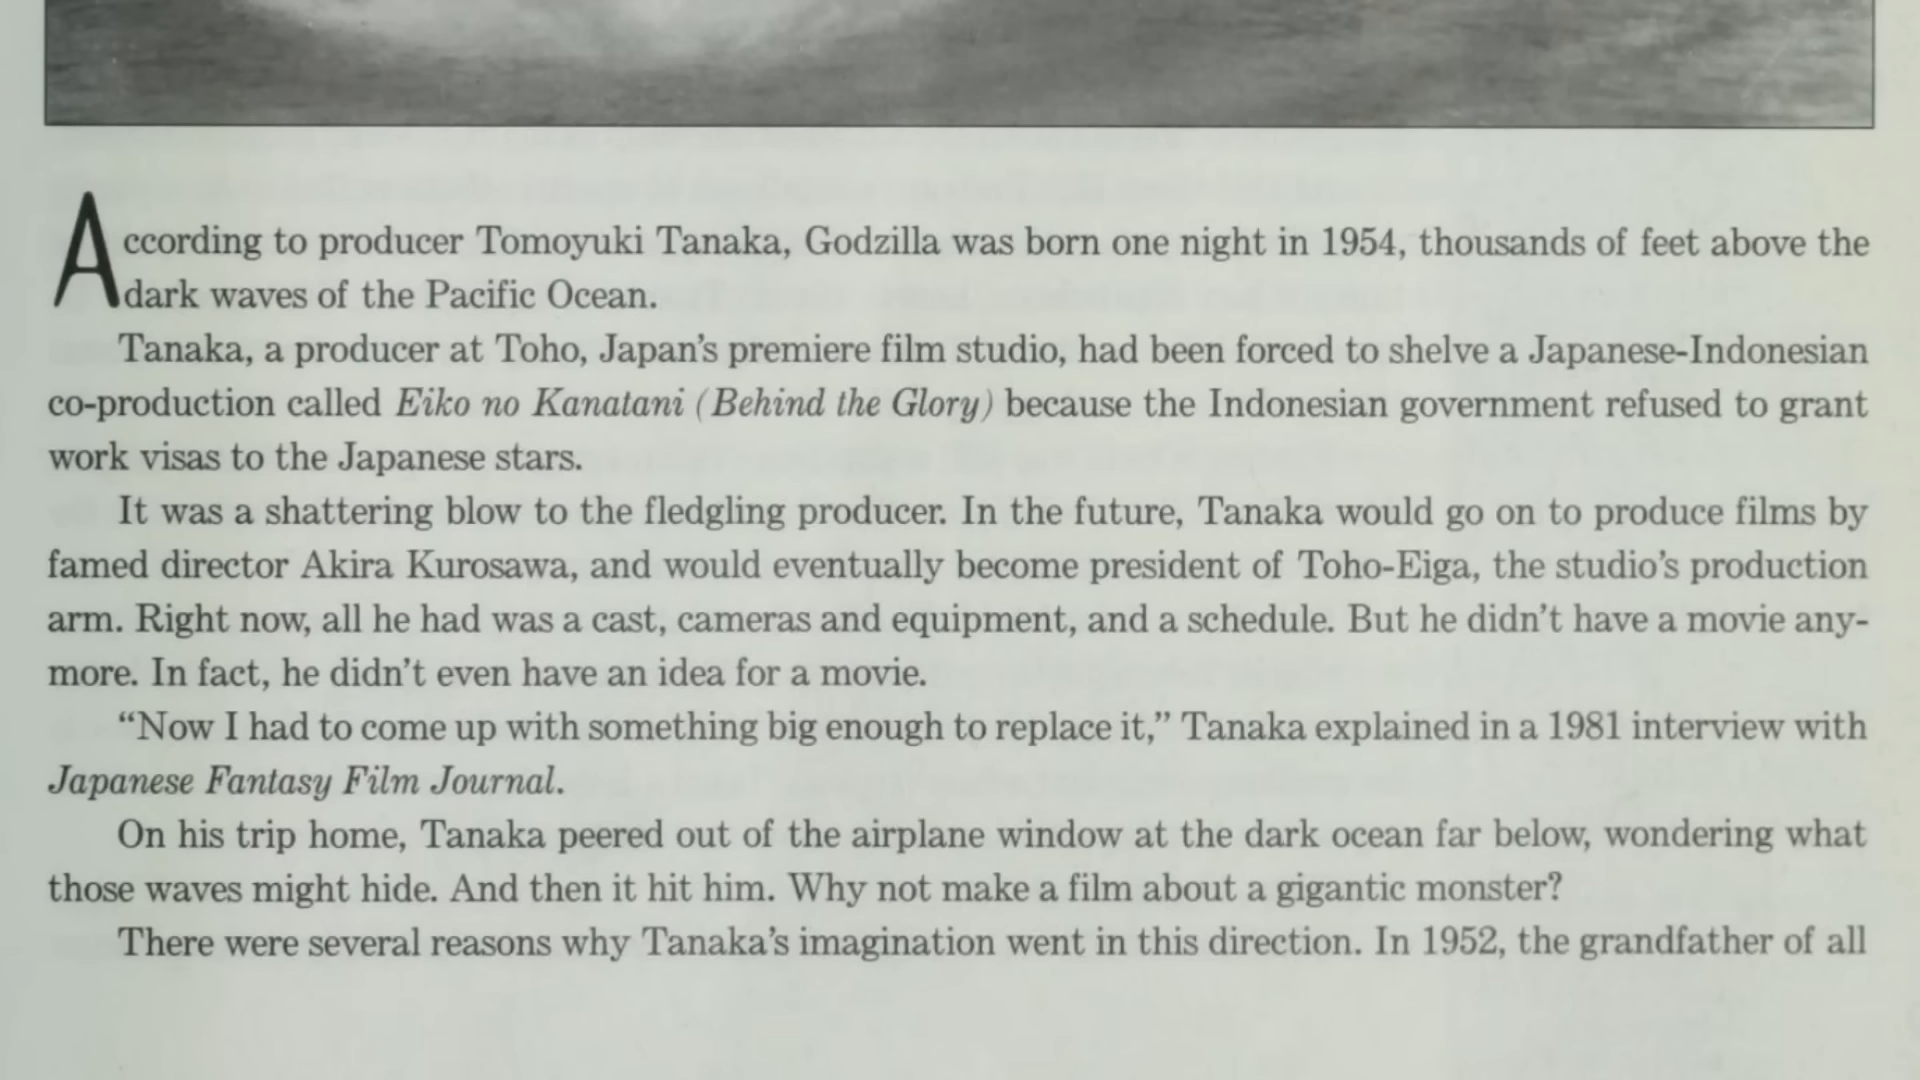 According to producer Tomoyuki Tanaka, Godzilla was born one night in 1954, thousands of feet above the
dark waves of the Pacific Ocean.
Tanaka, a producer at Toho, Japan's premiere film studio, had been forced to shelve a Japanese-Indonesian
co-production called Eiko no Kanatani (Behind the Glory) because the Indonesian government refused to grant
work visas to the Japanese stars.
It was a shattering blow to the fledgling producer. In the future, Tanaka would go on to produce films by
famed director Akira Kurosawa, and would eventually become president of Toho-Eiga, the studio's production
arm. Right now, all he had was a cast, cameras and equipment, and a schedule. But he didn't have a movie any-
more. In fact, he didn't even have an idea for a movie.
“Now I had to come up with something big enough to replace it,” Tanaka explained in a 1981 interview with
Japanese Fantasy Film Journal.
On his trip home, Tanaka peered out of the airplane window at the dark ocean far below, wondering what
those waves might hide. And then it hit him. Why not make a film about a gigantic monster?
There were several reasons why Tanaka's imagination went in this direction. In 1952, the grandfather of all